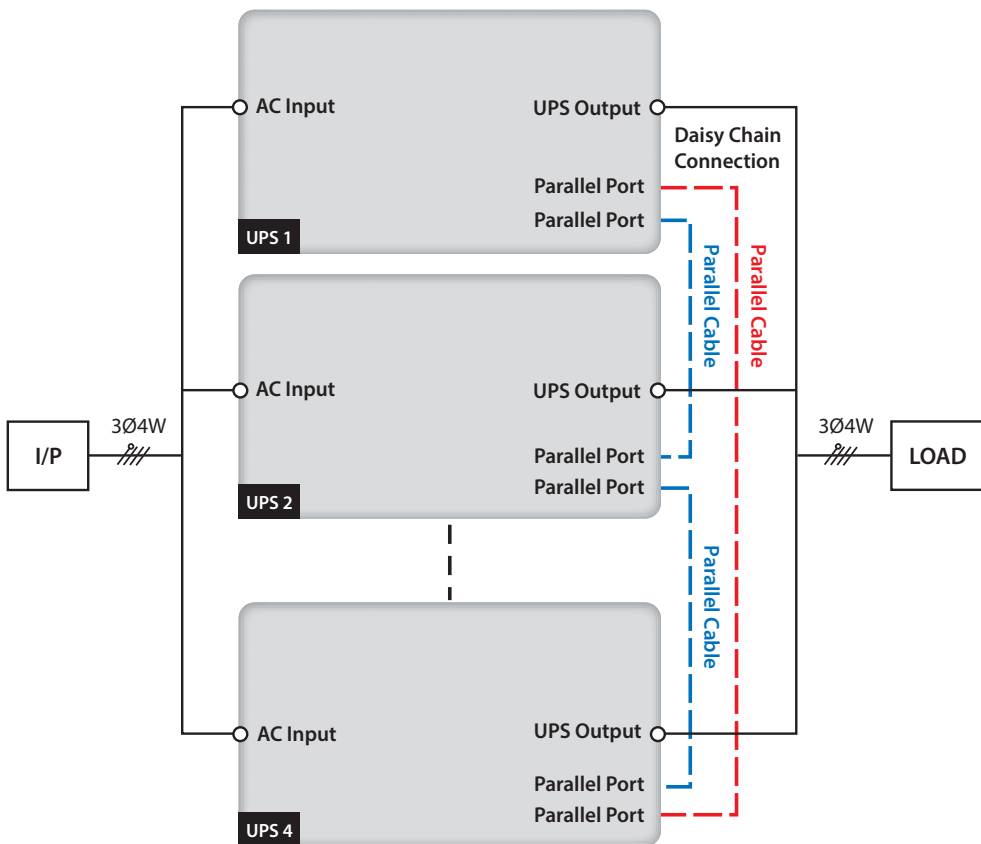 AC Input
UPS Output
Daisy Chain
Connection
Parallel Port
Parallel Port
UPS 1
Parallel Cable
Parallel Cable
AC Input
UPS Output
3Ø4W
I/P
Parallel Port
Parallel Port
UPS 2
3Ø4W
LOAD
Parallel Cable
AC Input
UPS Output
Parallel Port
Parallel Port
UPS 4